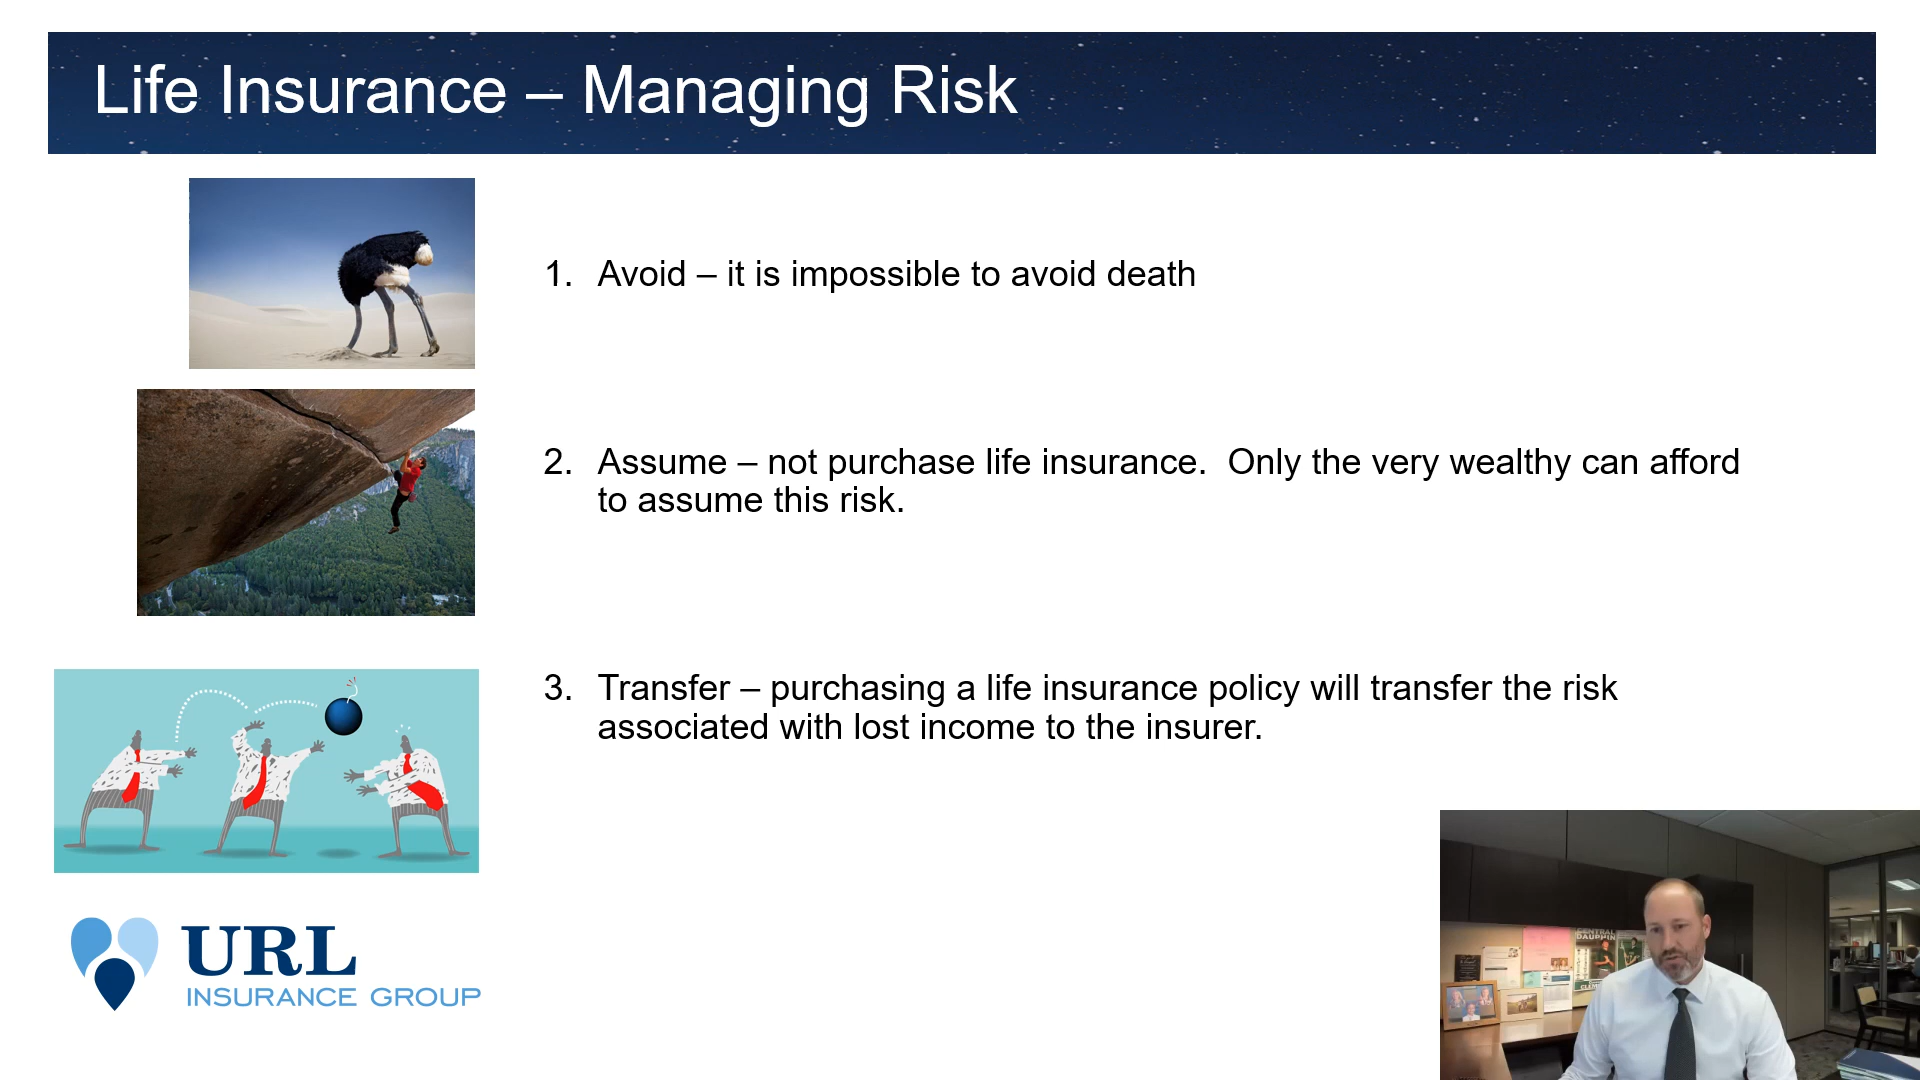 Life Insurance – Managing Risk
1. Avoid – it is impossible to avoid death
2. Assume – not purchase life insurance.  Only the very wealthy can afford
to assume this risk.
3. Transfer – purchasing a life insurance policy will transfer the risk
associated with lost income to the insurer.
URL
INSURANCE GROUP
CENTRAL
DAUPHIN